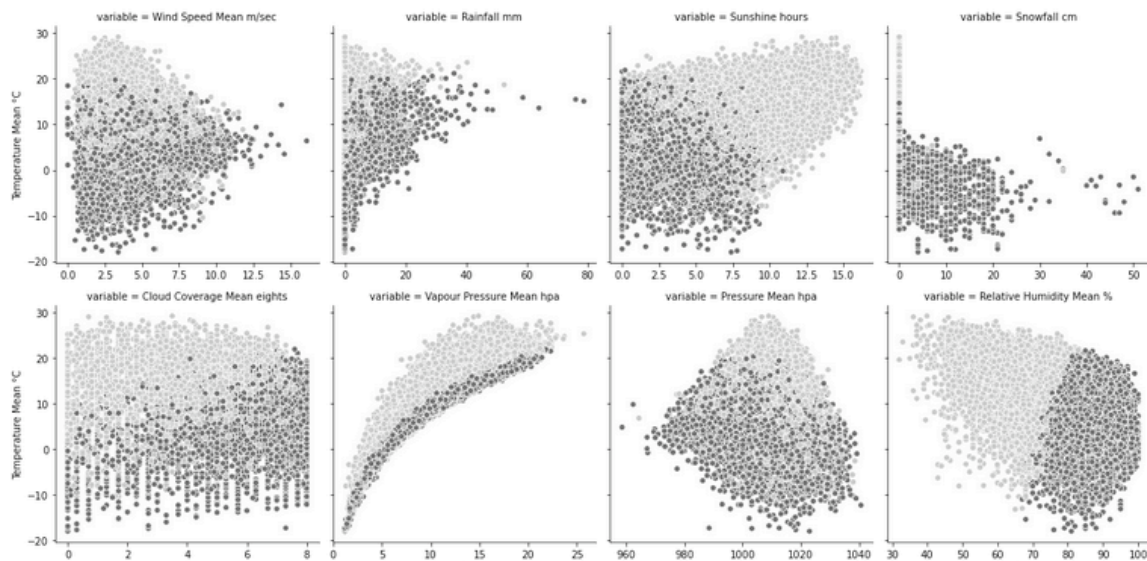 variable = Wind Speed Mean m/sec
variable = Rainfall mm
variable = Sunshine hours
variable = Snowfall cm
Temperature Mean °C
30
20
10
0
−10
−20
0.0 2.5 5.0 7.5 10.0 12.5 15.0
0 20 40 60 80
0.0 2.5 5.0 7.5 10.0 12.5 15.0
0 10 20 30 40 50
variable = Cloud Coverage Mean eights
variable = Vapour Pressure Mean hpa
variable = Pressure Mean hpa
variable = Relative Humidity Mean %
Temperature Mean °C
30
20
10
0
−10
−20
0 2 4 6 8
0 5 10 15 20 25
960 980 1000 1020 1040
30 40 50 60 70 80 90 100